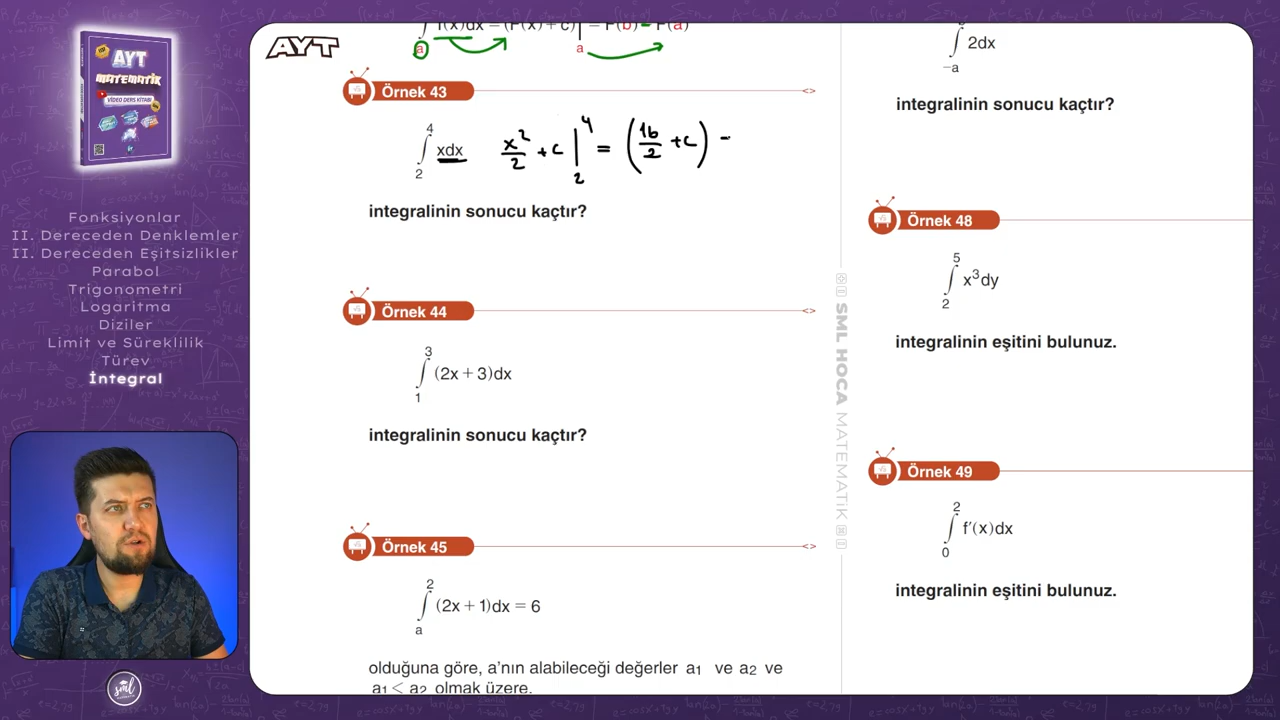 AYT
MATEMATİK
VİDEO DERS KİTABI
Fonksiyonlar
II. Dereceden Denklemler
II. Dereceden Eşitsizlikler
Parabol
Trigonometri
Logaritma
Diziler
Limit ve Süreklilik
Türev
İntegral
sml
AYT
∫ₐ f(x)dx = (F(x) + c)|ₐ = F(b) − F(a)
Örnek 43
∫₂⁴ xdx x²/2 + c |₂⁴ = (16/2 + c) −
integralinin sonucu kaçtır?
Örnek 44
∫₁³ (2x + 3)dx
integralinin sonucu kaçtır?
Örnek 45
∫ₐ² (2x + 1)dx = 6
olduğuna göre, a'nın alabileceği değerler a₁ ve a₂ ve
a₁ < a₂ olmak üzere,
SML HOCA MATEMATİK
∫₋ₐ 2dx
integralinin sonucu kaçtır?
Örnek 48
∫₂⁵ x³dy
integralinin eşitini bulunuz.
Örnek 49
∫₀² f'(x)dx
integralinin eşitini bulunuz.